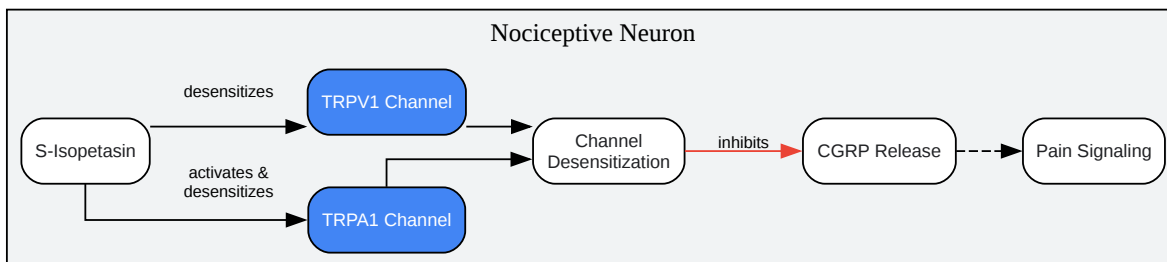 Nociceptive Neuron
desensitizes
TRPV1 Channel
S-Isopetasin
activates &
desensitizes
TRPA1 Channel
Channel
Desensitization
inhibits
CGRP Release
Pain Signaling